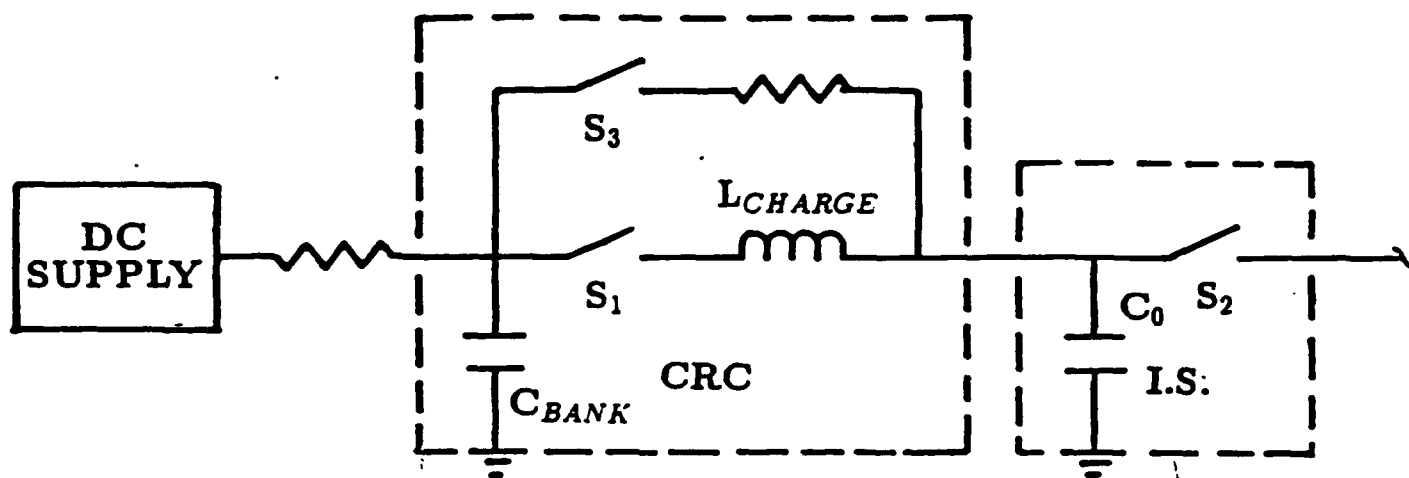 DC
SUPPLY
S3
LCHARGE
S1
CBANK
CRC
C0
S2
I.S.